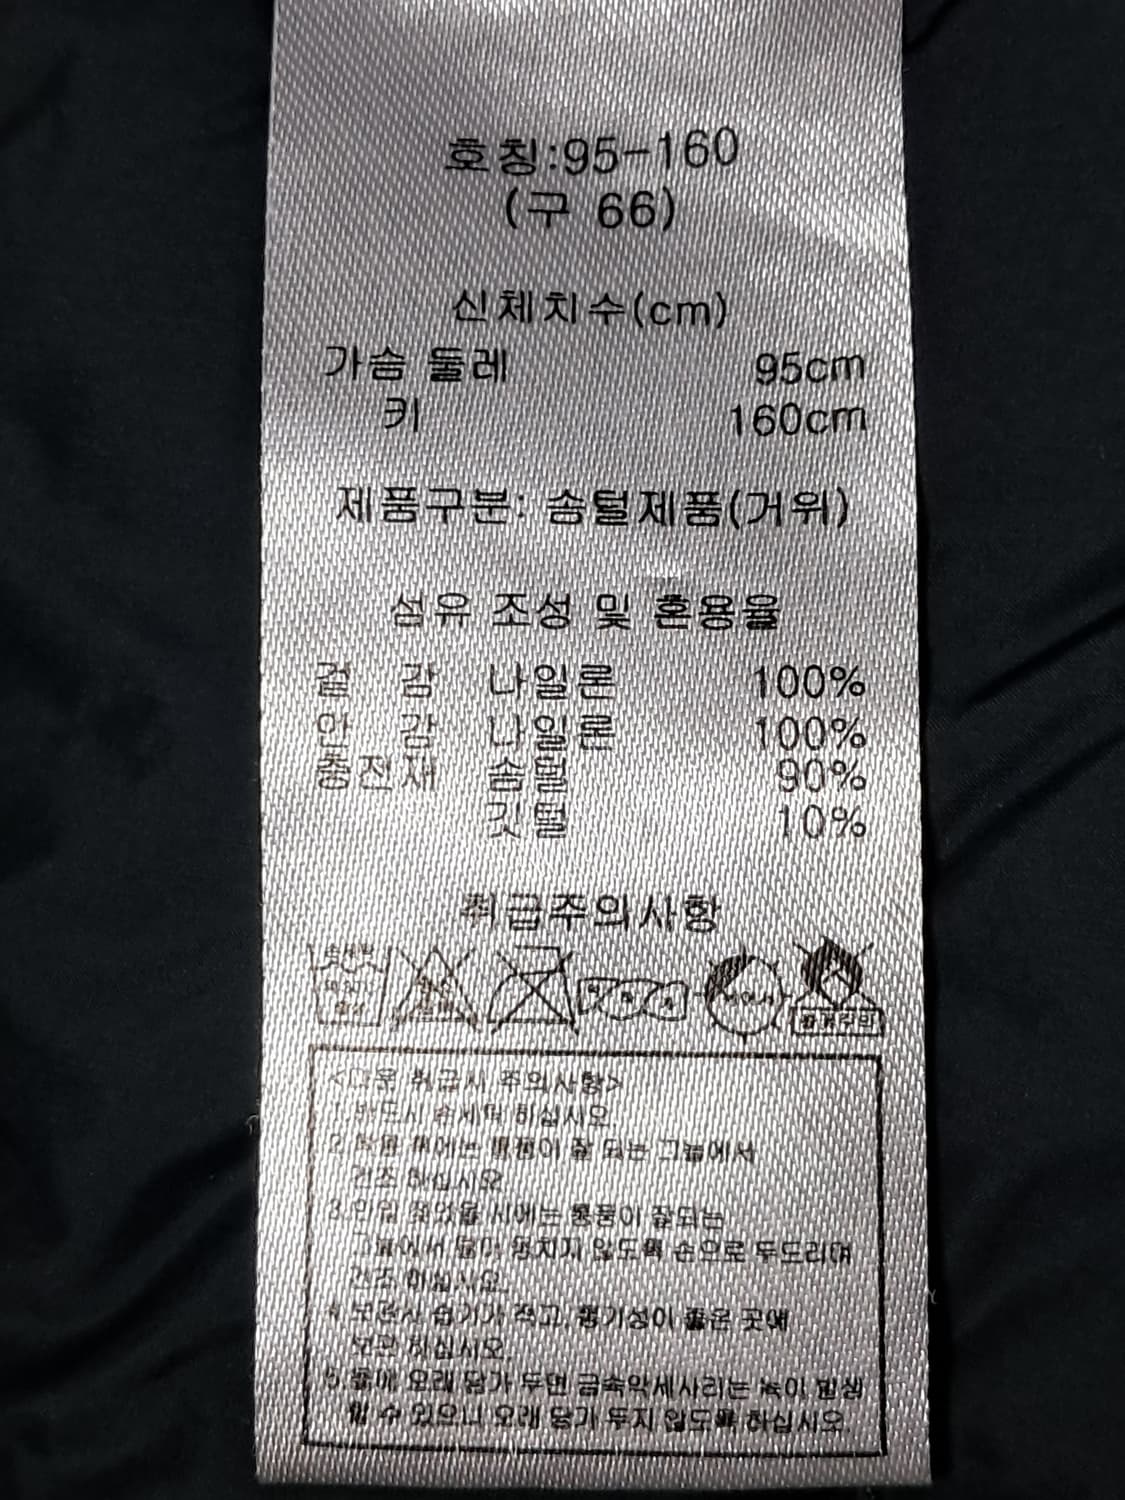 호칭:95-160
(구 66)
신체치수(cm)
가슴 둘레 95cm
키 160cm
제품구분: 솜털제품(거위)
섬유 조성 및 혼용율
겉 감 나일론 100%
안 감 나일론 100%
충전재 솜털 90%
깃털 10%
취급주의사항
손세탁
중성
화기주의
<다운 취급시 주의사항>
1.반드시 손세탁 하십시오
2. 후에는 통풍이 잘 되는 그늘에서
건조 하십시오
3.만일 젖었을 시에는 통풍이 잘되는
그늘에서 털이 뭉치지 않도록 손으로 두드리며
건조 하십시오.
4.보관시 습기가 적고, 통기성이 좋은 곳에
보관 하십시오.
5.물에 오래 담가 두면 금속악세사리는 녹이 발생
할 수 있으니 오래 담가 두지 않도록 하십시오.